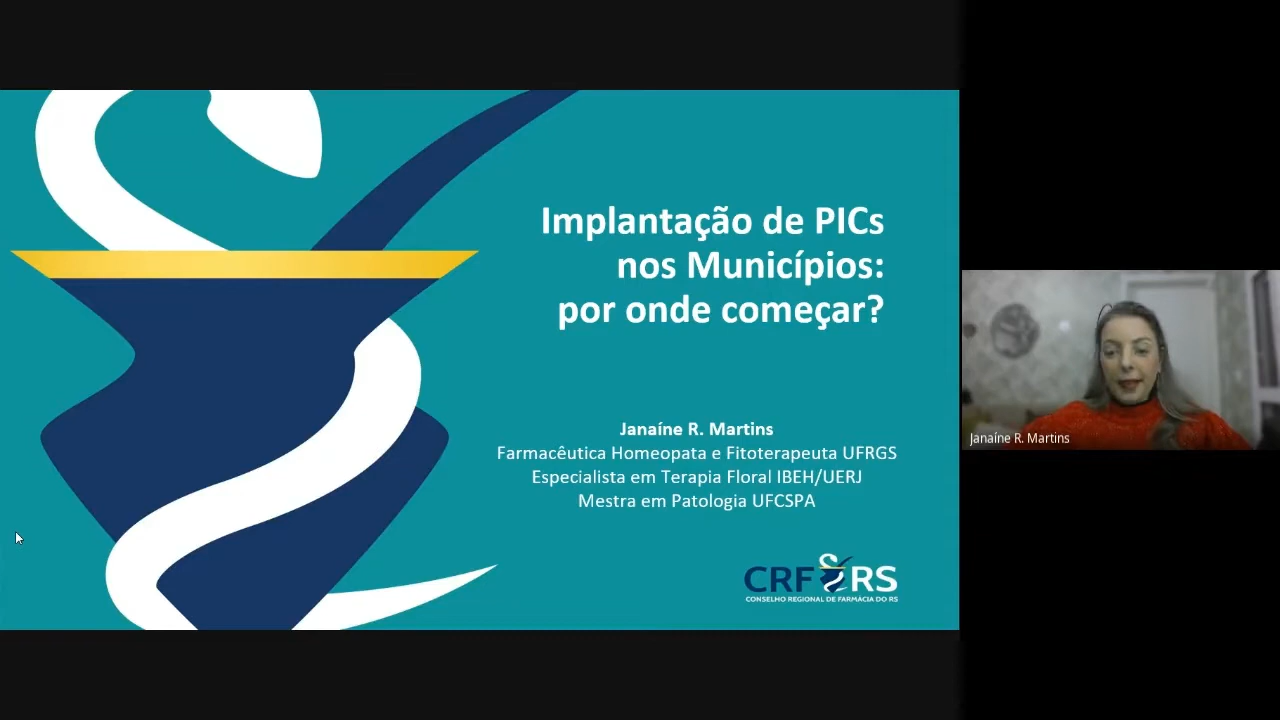 Implantação de PICs
nos Municípios:
por onde começar?
Janaíne R. Martins
Farmacêutica Homeopata e Fitoterapeuta UFRGS
Especialista em Terapia Floral IBEH/UERJ
Mestra em Patologia UFCSPA
CRF RS
CONSELHO REGIONAL DE FARMÁCIA DO RS
Janaíne R. Martins